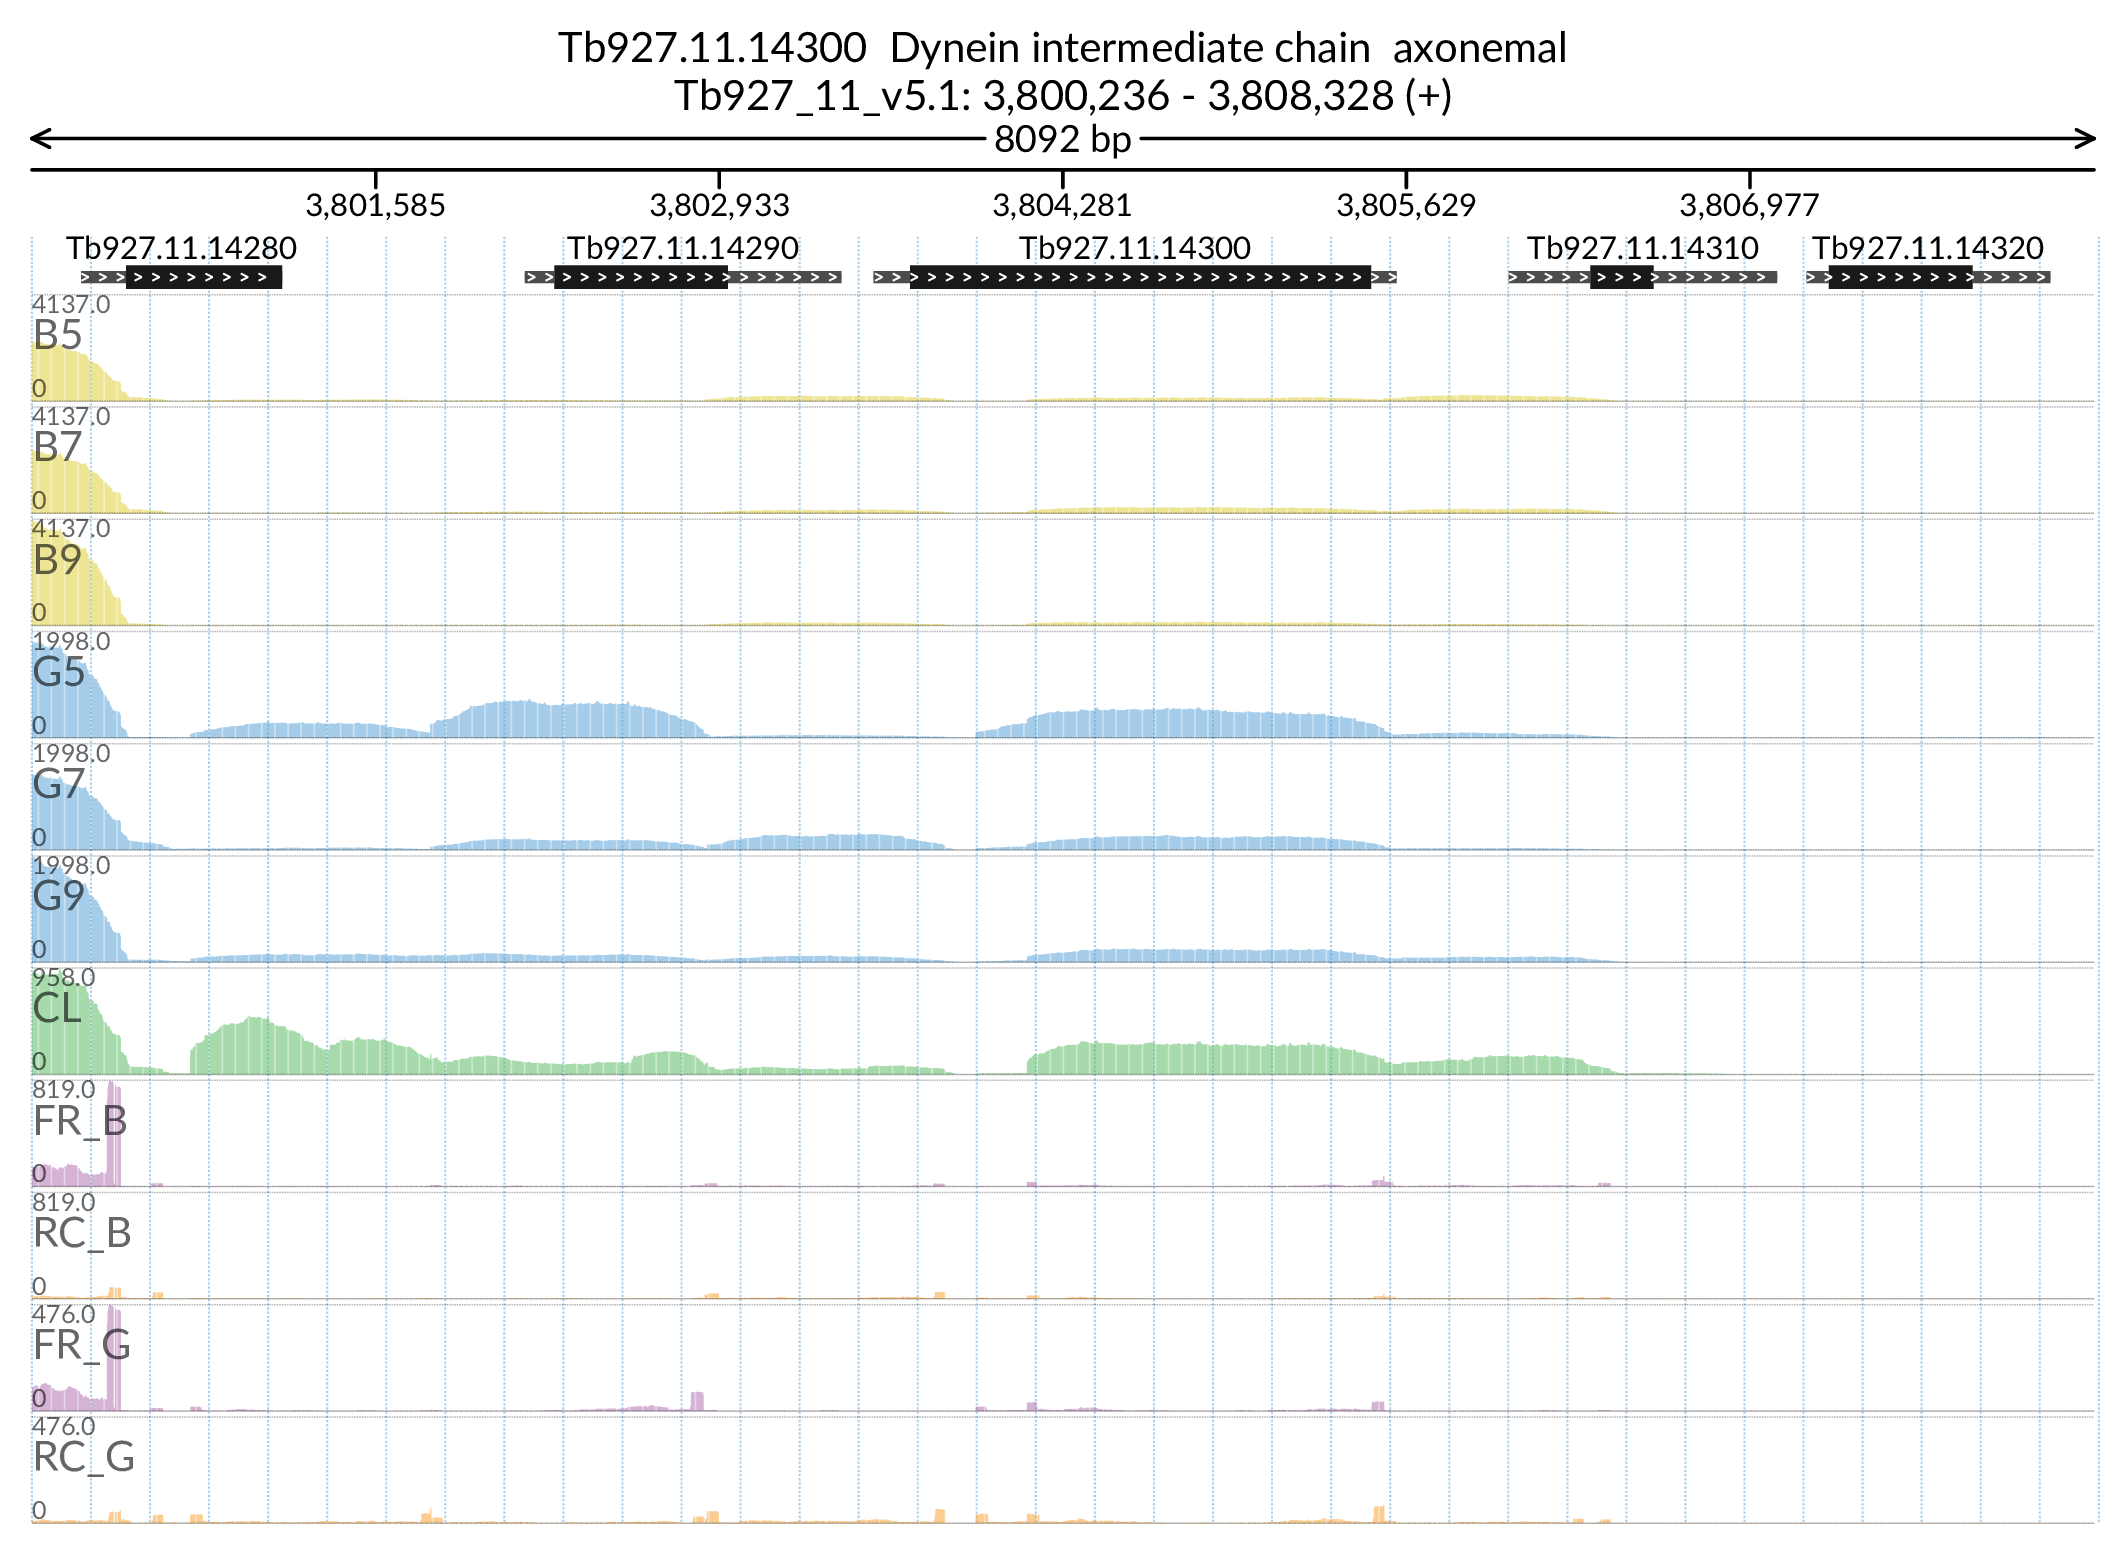 Tb927.11.14300 Dynein intermediate chain axonemal
Tb927_11_v5.1: 3,800,236 - 3,808,328 (+)
8092 bp
3,801,585 3,802,933 3,804,281 3,805,629 3,806,977
Tb927.11.14280 Tb927.11.14290 Tb927.11.14300 Tb927.11.14310 Tb927.11.14320
4137.0
B5
0
4137.0
B7
0
4137.0
B9
0
1998.0
G5
0
1998.0
G7
0
1998.0
G9
0
958.0
CL
0
819.0
FR_B
0
819.0
RC_B
0
476.0
FR_G
0
476.0
RC_G
0